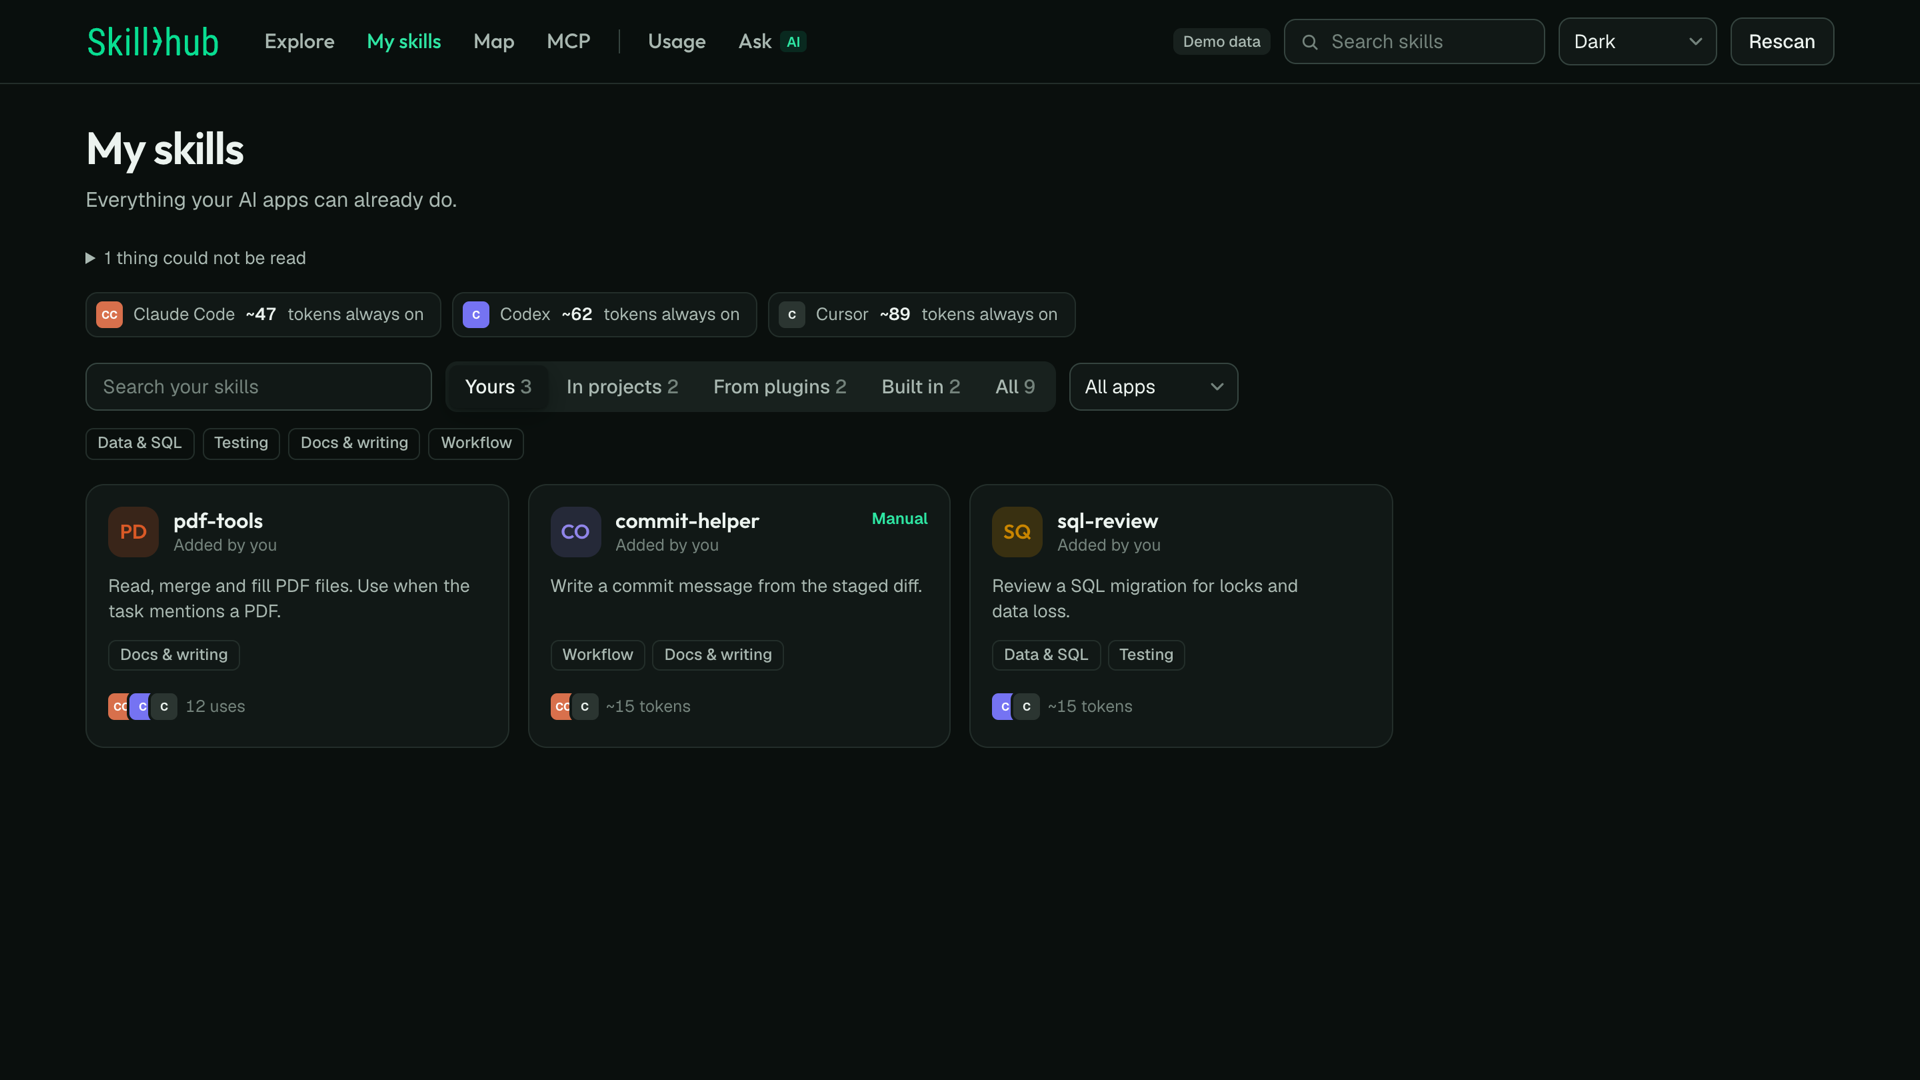 Skillhub Explore My skills Map MCP Usage Ask AI Demo data Search skills Dark Rescan
My skills
Everything your AI apps can already do.
1 thing could not be read
CC Claude Code ~47 tokens always on C Codex ~62 tokens always on C Cursor ~89 tokens always on
Search your skills Yours 3 In projects 2 From plugins 2 Built in 2 All 9 All apps
Data & SQL Testing Docs & writing Workflow
PD pdf-tools
Added by you
Read, merge and fill PDF files. Use when the
task mentions a PDF.
Docs & writing
CC C C 12 uses
CO commit-helper Manual
Added by you
Write a commit message from the staged diff.
Workflow Docs & writing
CC C ~15 tokens
SQ sql-review
Added by you
Review a SQL migration for locks and
data loss.
Data & SQL Testing
C C ~15 tokens